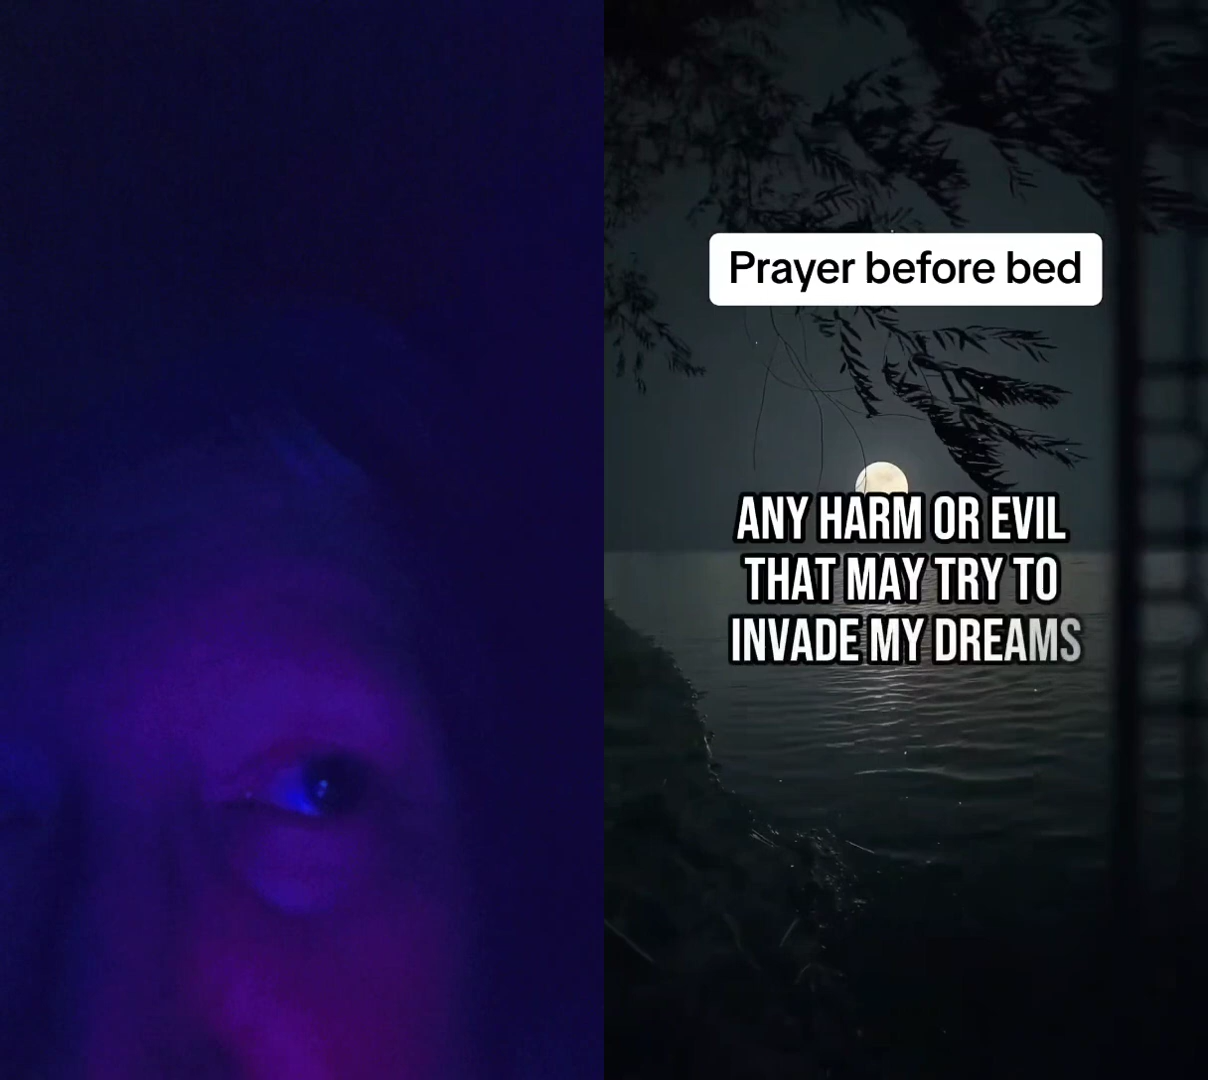 Prayer before bed
ANY HARM OR EVIL
THAT MAY TRY TO
INVADE MY DREAMS